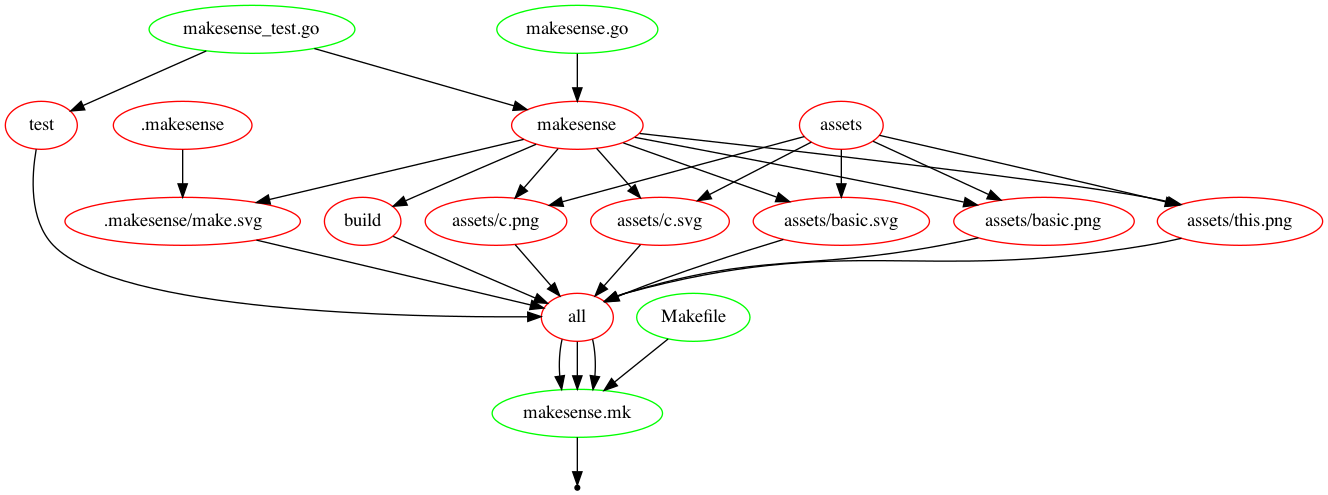 makesense_test.go
makesense.go
test
.makesense
makesense
assets
.makesense/make.svg
build
assets/c.png
assets/c.svg
assets/basic.svg
assets/basic.png
assets/this.png
all
Makefile
makesense.mk